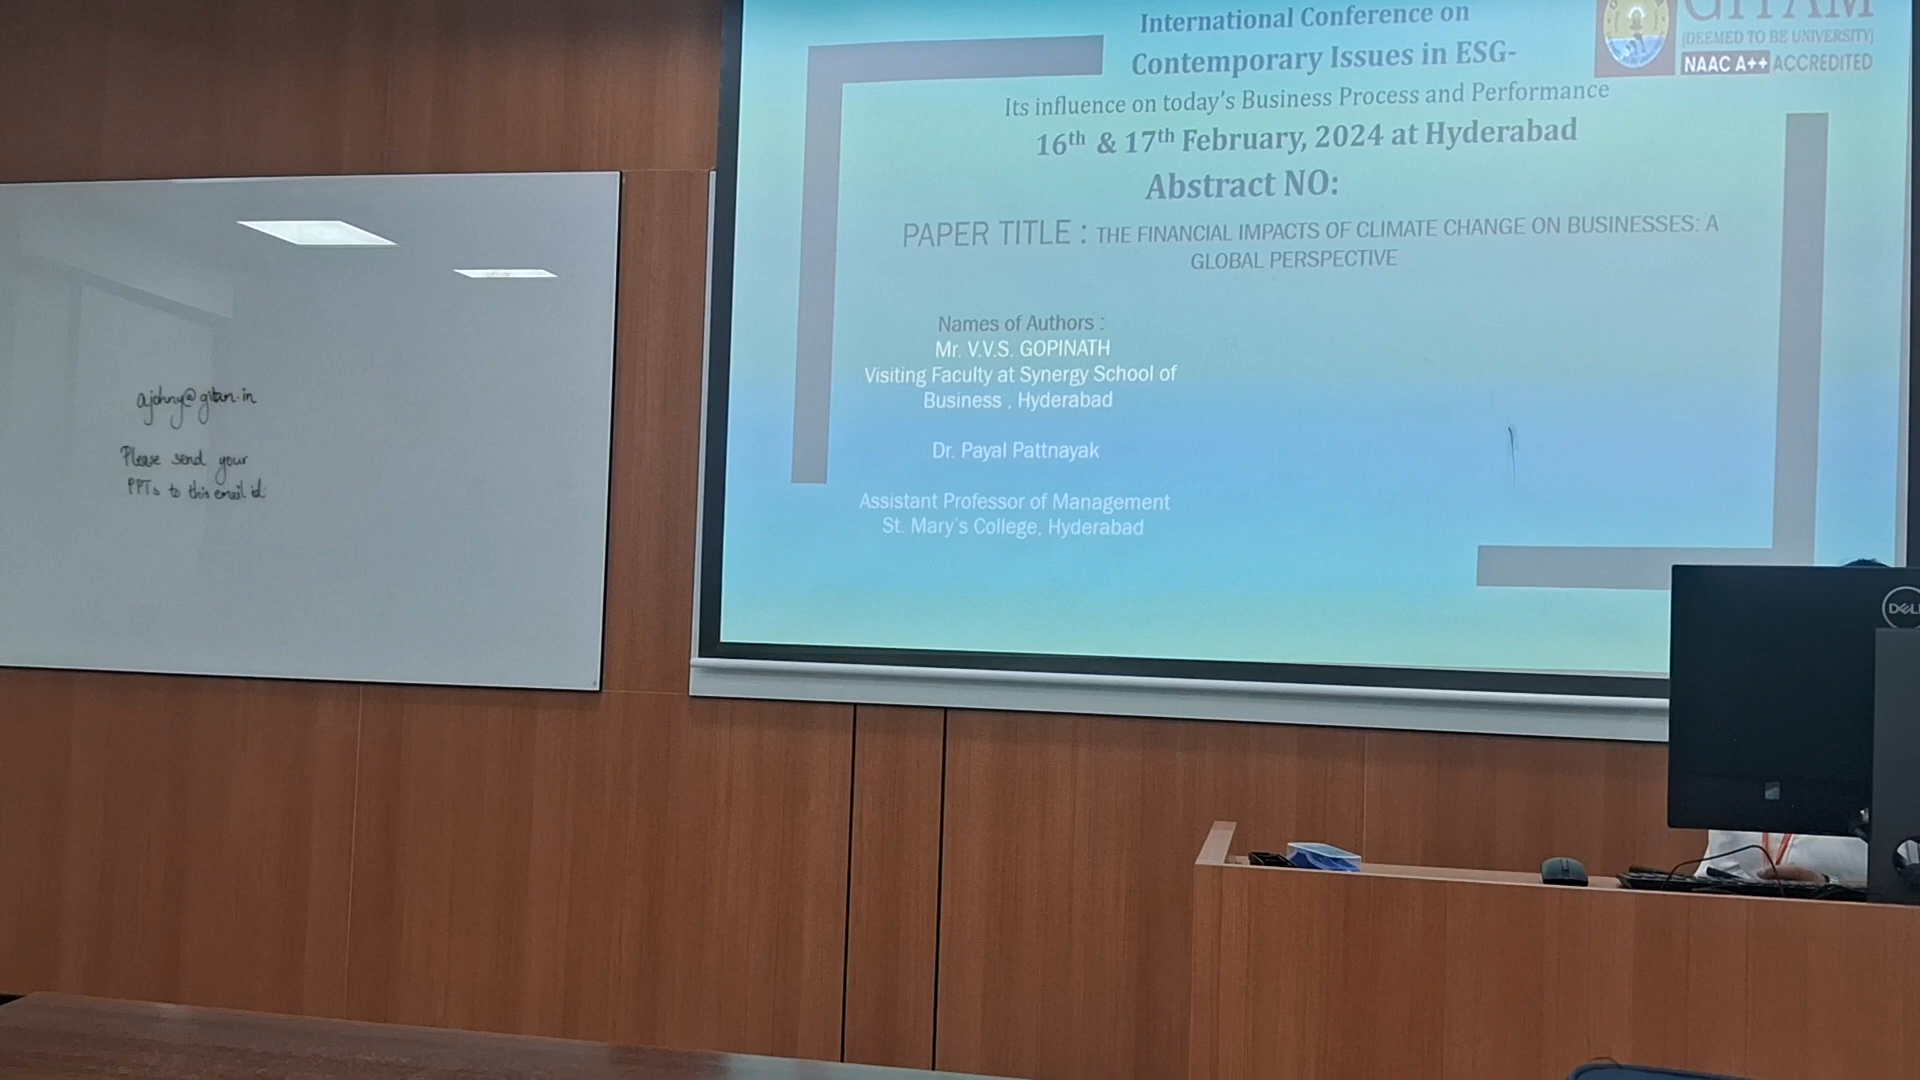 ajohny@gitam.in
Please send your
PPTs to this email id:
International Conference on
Contemporary Issues in ESG-
Its influence on today's Business Process and Performance
16th & 17th February, 2024 at Hyderabad
Abstract NO:
PAPER TITLE : THE FINANCIAL IMPACTS OF CLIMATE CHANGE ON BUSINESSES: A
GLOBAL PERSPECTIVE
Names of Authors :
Mr. V.V.S. GOPINATH
Visiting Faculty at Synergy School of
Business , Hyderabad
Dr. Payal Pattnayak
Assistant Professor of Management
St. Mary's College, Hyderabad
GITAM
(DEEMED TO BE UNIVERSITY)
NAAC A++ ACCREDITED
DELL